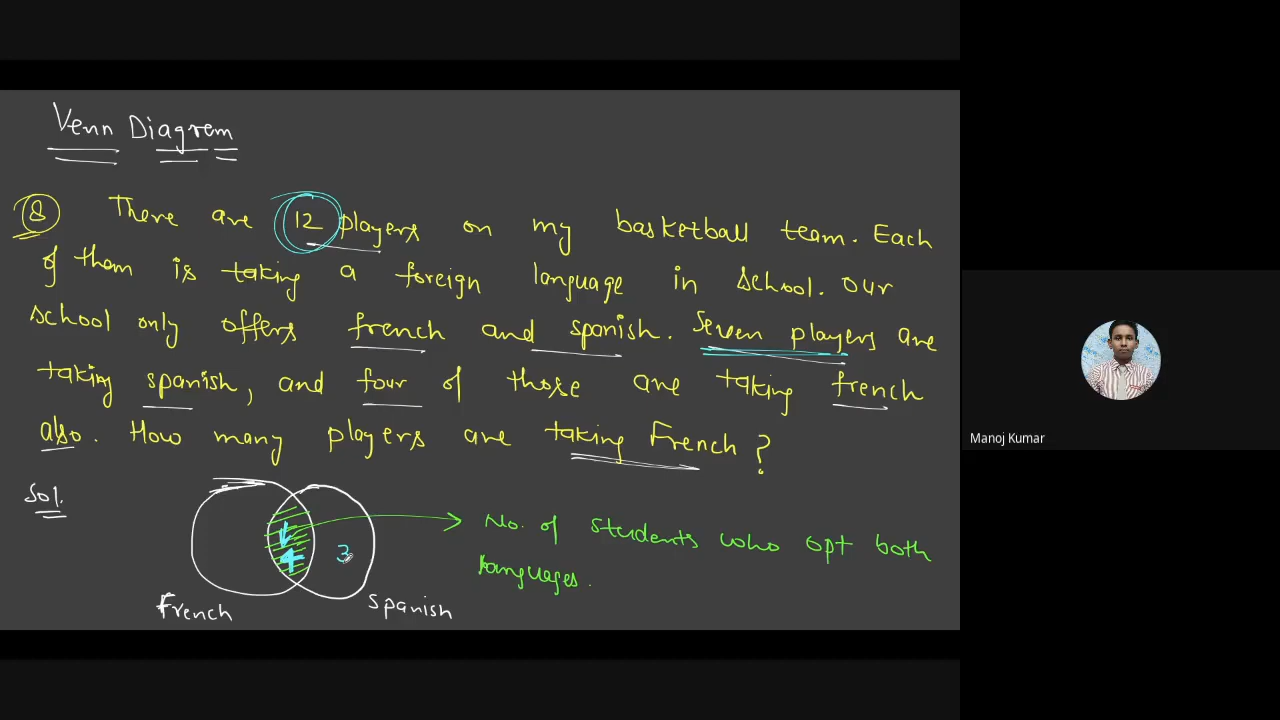 Venn Diagrem
8 There are 12 players on my basketball team. Each
of them is taking a foreign language in school. Our
school only offers french and spanish. Seven players are
taking spanish, and four of those are taking french
also. How many players are taking French?
Sol.
4 3
No. of students who opt both
languages.
French Spanish
Manoj Kumar